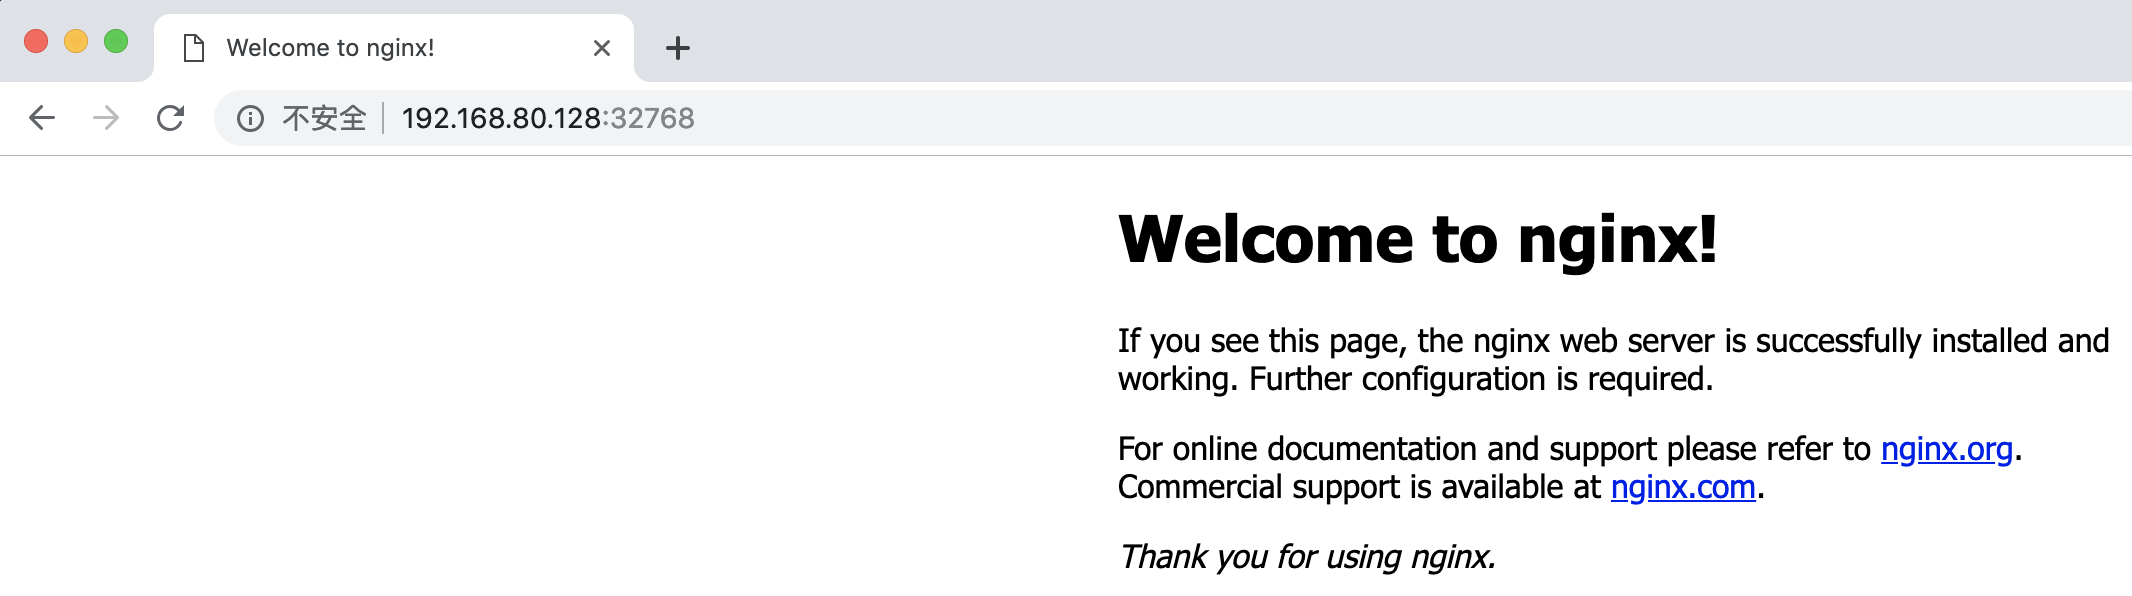 Welcome to nginx!
不安全 192.168.80.128:32768
Welcome to nginx!
If you see this page, the nginx web server is successfully installed and
working. Further configuration is required.
For online documentation and support please refer to nginx.org.
Commercial support is available at nginx.com.
Thank you for using nginx.